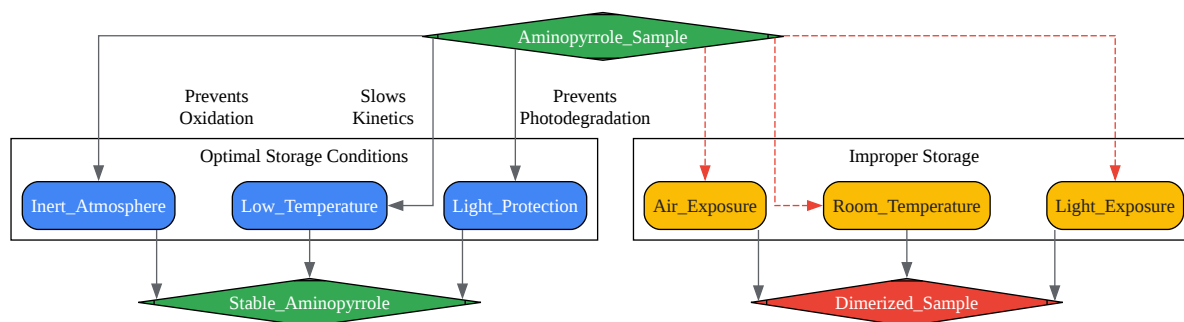 Aminopyrrole_Sample
Prevents
Oxidation
Slows
Kinetics
Prevents
Photodegradation
Optimal Storage Conditions
Improper Storage
Inert_Atmosphere
Low_Temperature
Light_Protection
Air_Exposure
Room_Temperature
Light_Exposure
Stable_Aminopyrrole
Dimerized_Sample